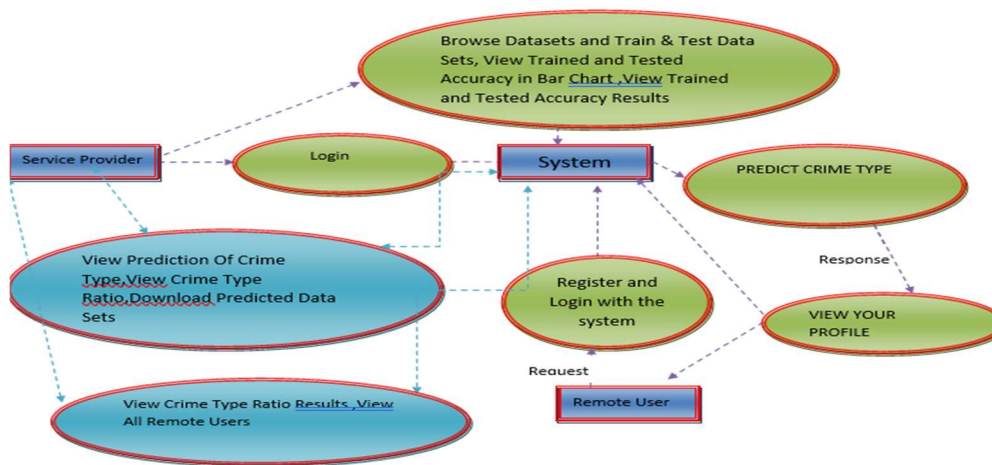 Browse Datasets and Train & Test Data
Sets, View Trained and Tested
Accuracy in Bar Chart ,View Trained
and Tested Accuracy Results
Service Provider
Login
System
PREDICT CRIME TYPE
View Prediction Of Crime
Type,View Crime Type
Ratio,Download Predicted Data
Sets
Response
Register and
Login with the
system
VIEW YOUR
PROFILE
Request
Remote User
View Crime Type Ratio Results ,View
All Remote Users